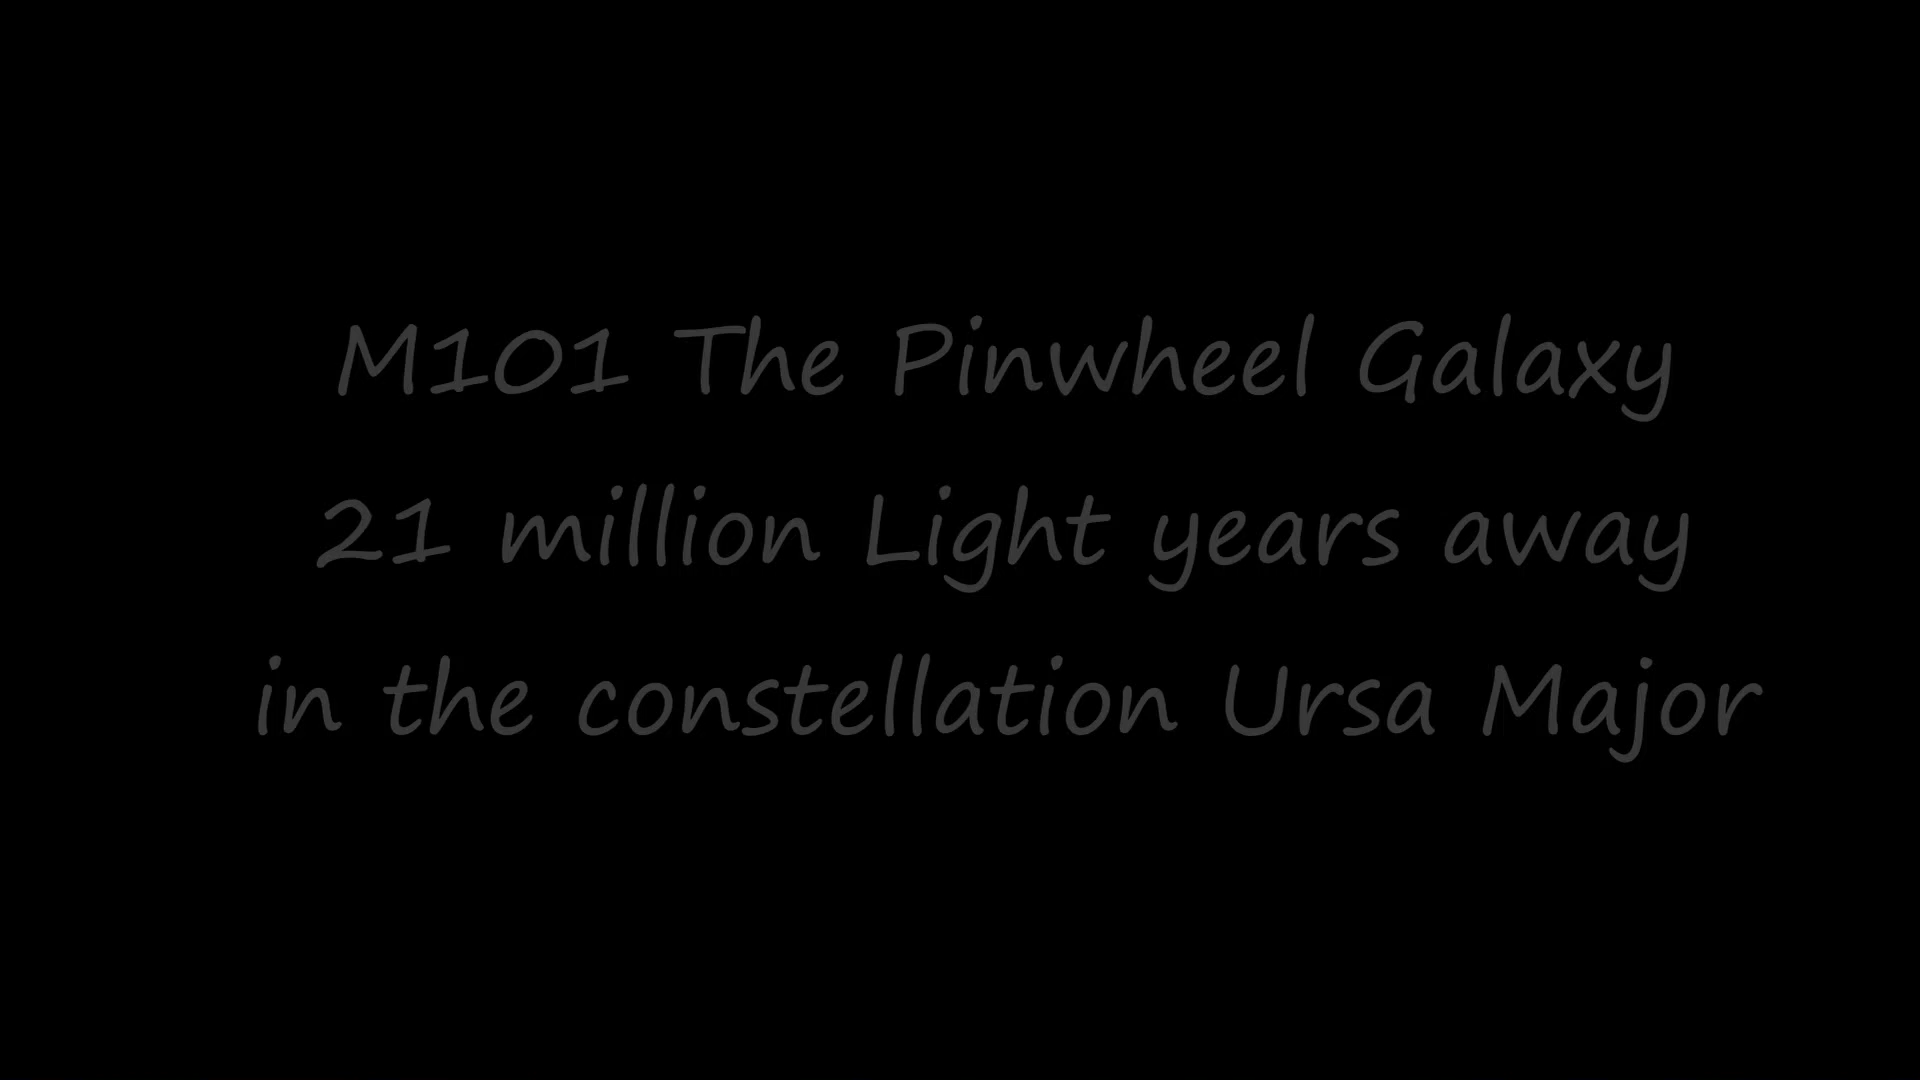 M101 The Pinwheel Galaxy
21 million Light years away
in the constellation Ursa Major